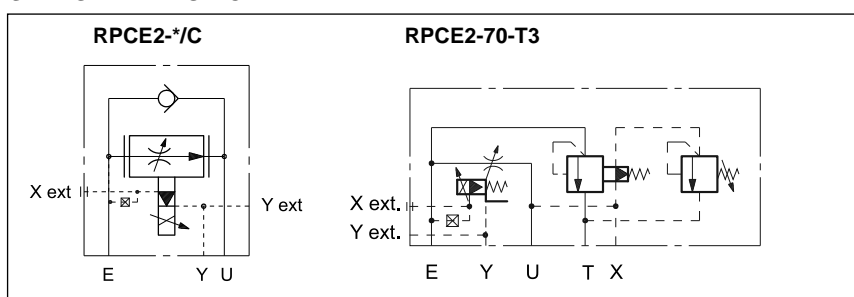 RPCE2-*/C RPCE2-70-T3
X ext Y ext X ext.
Y ext.
E Y U E Y U T X